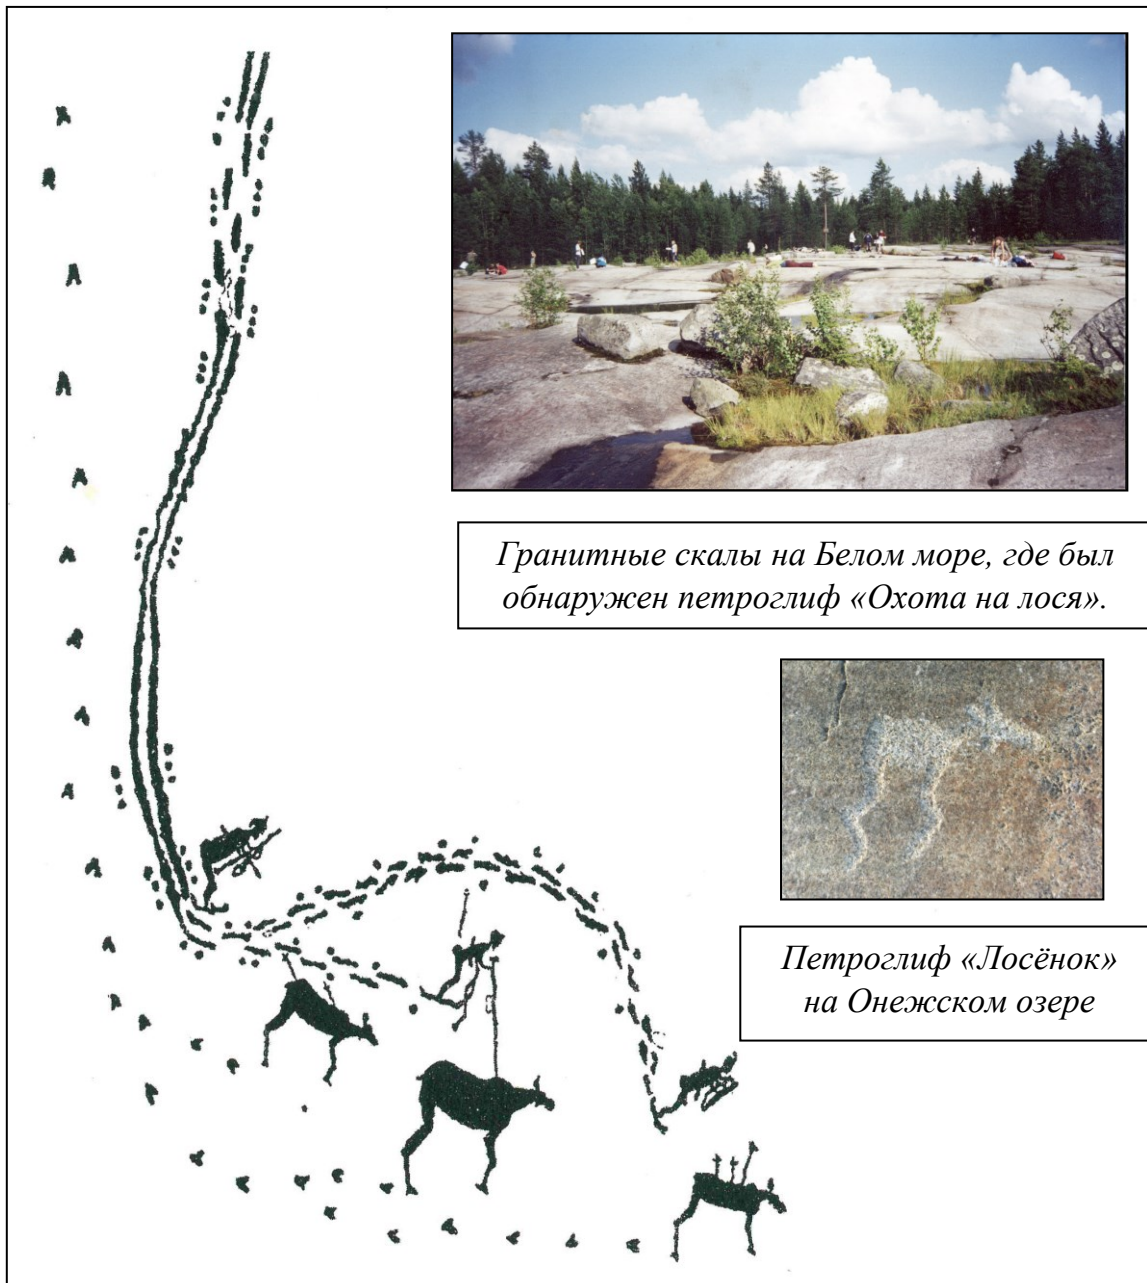 Гранитные скалы на Белом море, где был
обнаружен петроглиф «Охота на лося».
Петроглиф «Лосёнок»
на Онежском озере